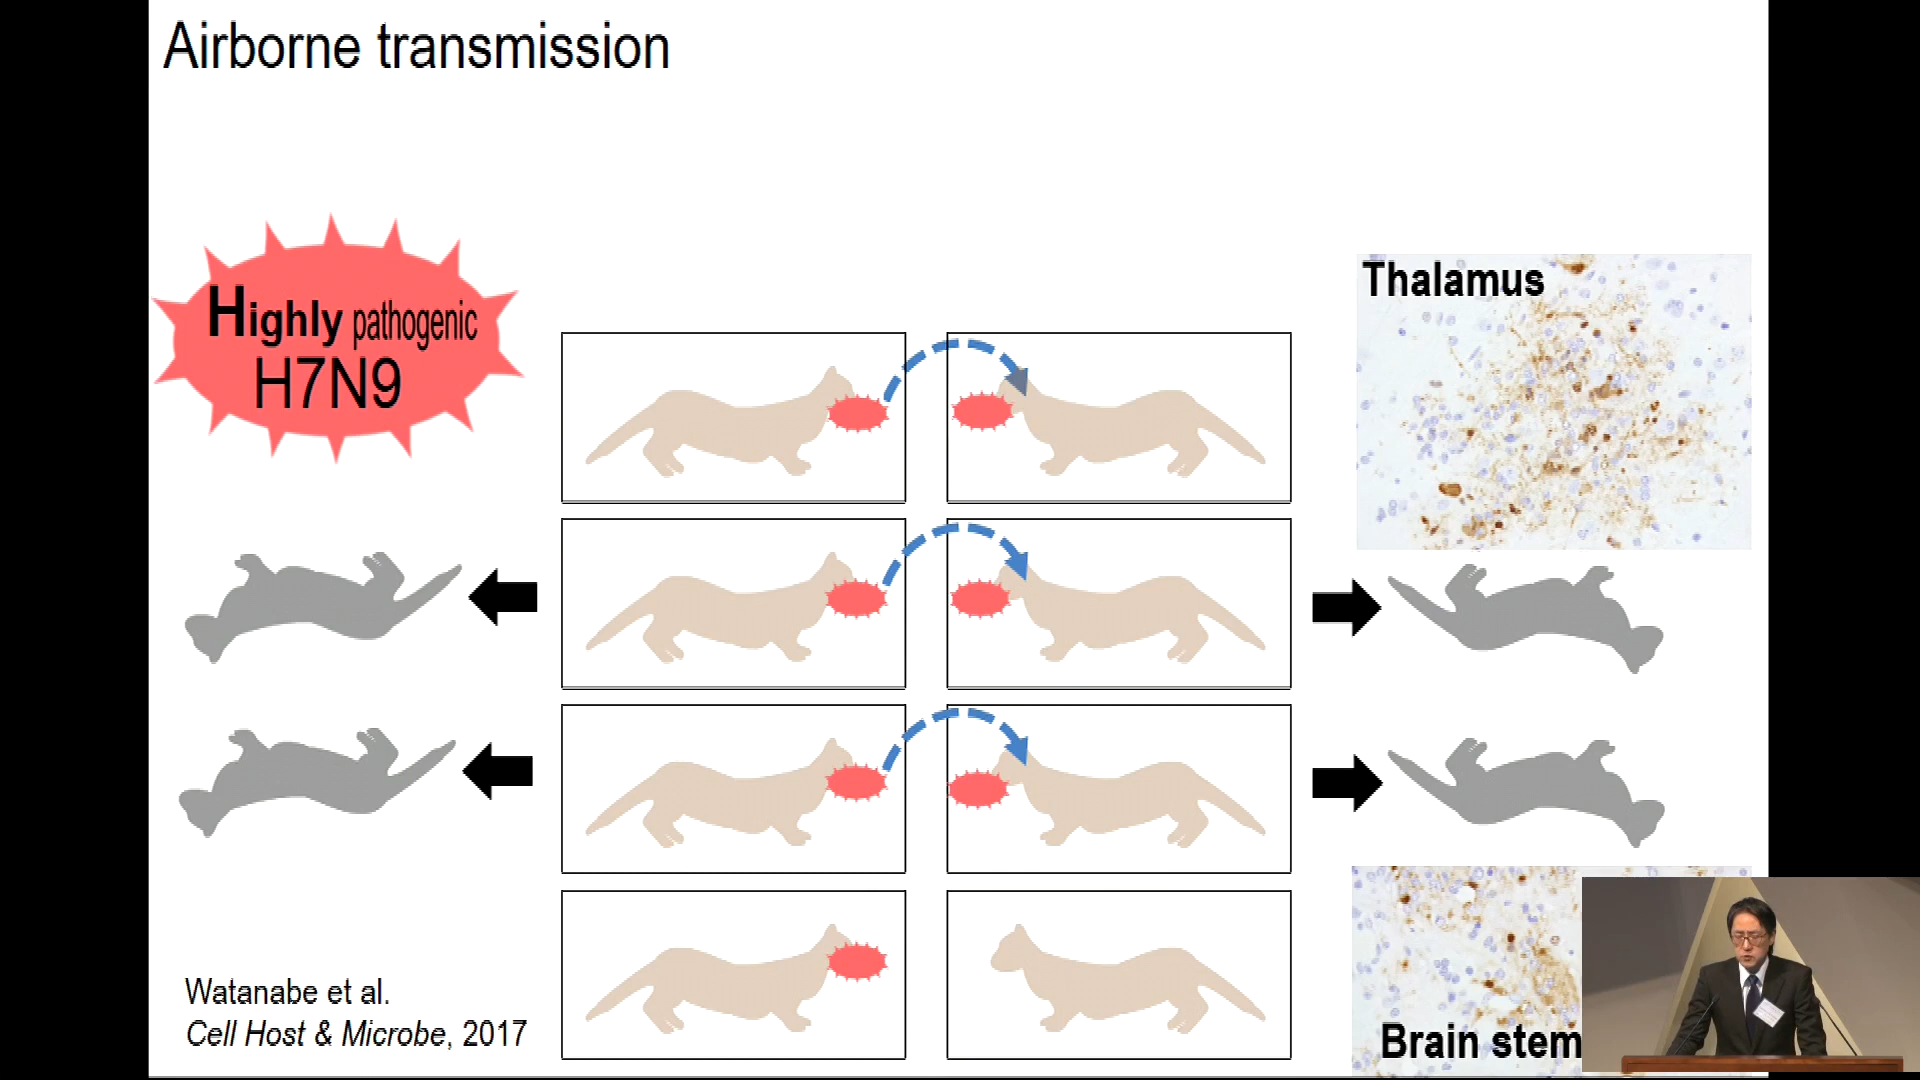 Airborne transmission
Highly pathogenic
H7N9
Thalamus
Watanabe et al.
Cell Host & Microbe, 2017
Brain stem